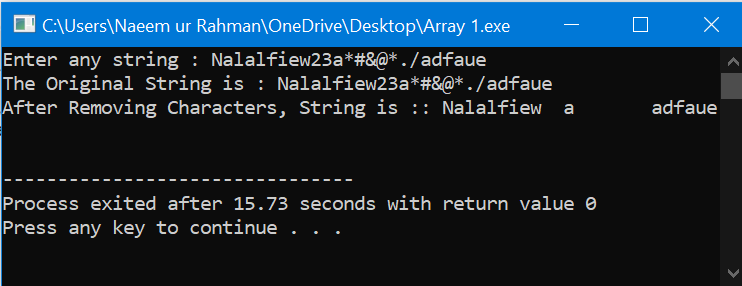 C:\Users\Naeem ur Rahman\OneDrive\Desktop\Array 1.exe
Enter any string : Nalalfiew23a*#&@*./adfaue
The Original String is : Nalalfiew23a*#&@*./adfaue
After Removing Characters, String is :: Nalalfiew  a       adfaue
--------------------------------
Process exited after 15.73 seconds with return value 0
Press any key to continue . . .